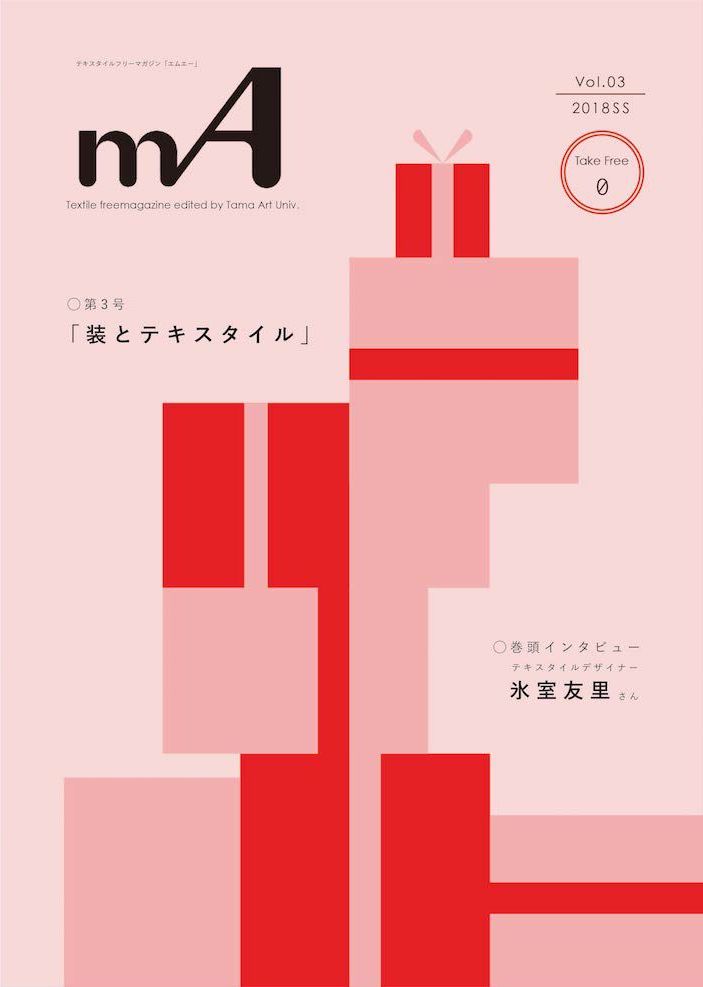 テキスタイルフリーマガジン「エムエー」
mA
Textile freemagazine edited by Tama Art Univ.
Vol.03
2018SS
Take Free
0
○第3号
「装とテキスタイル」
○巻頭インタビュー
テキスタイルデザイナー
氷室友里さん